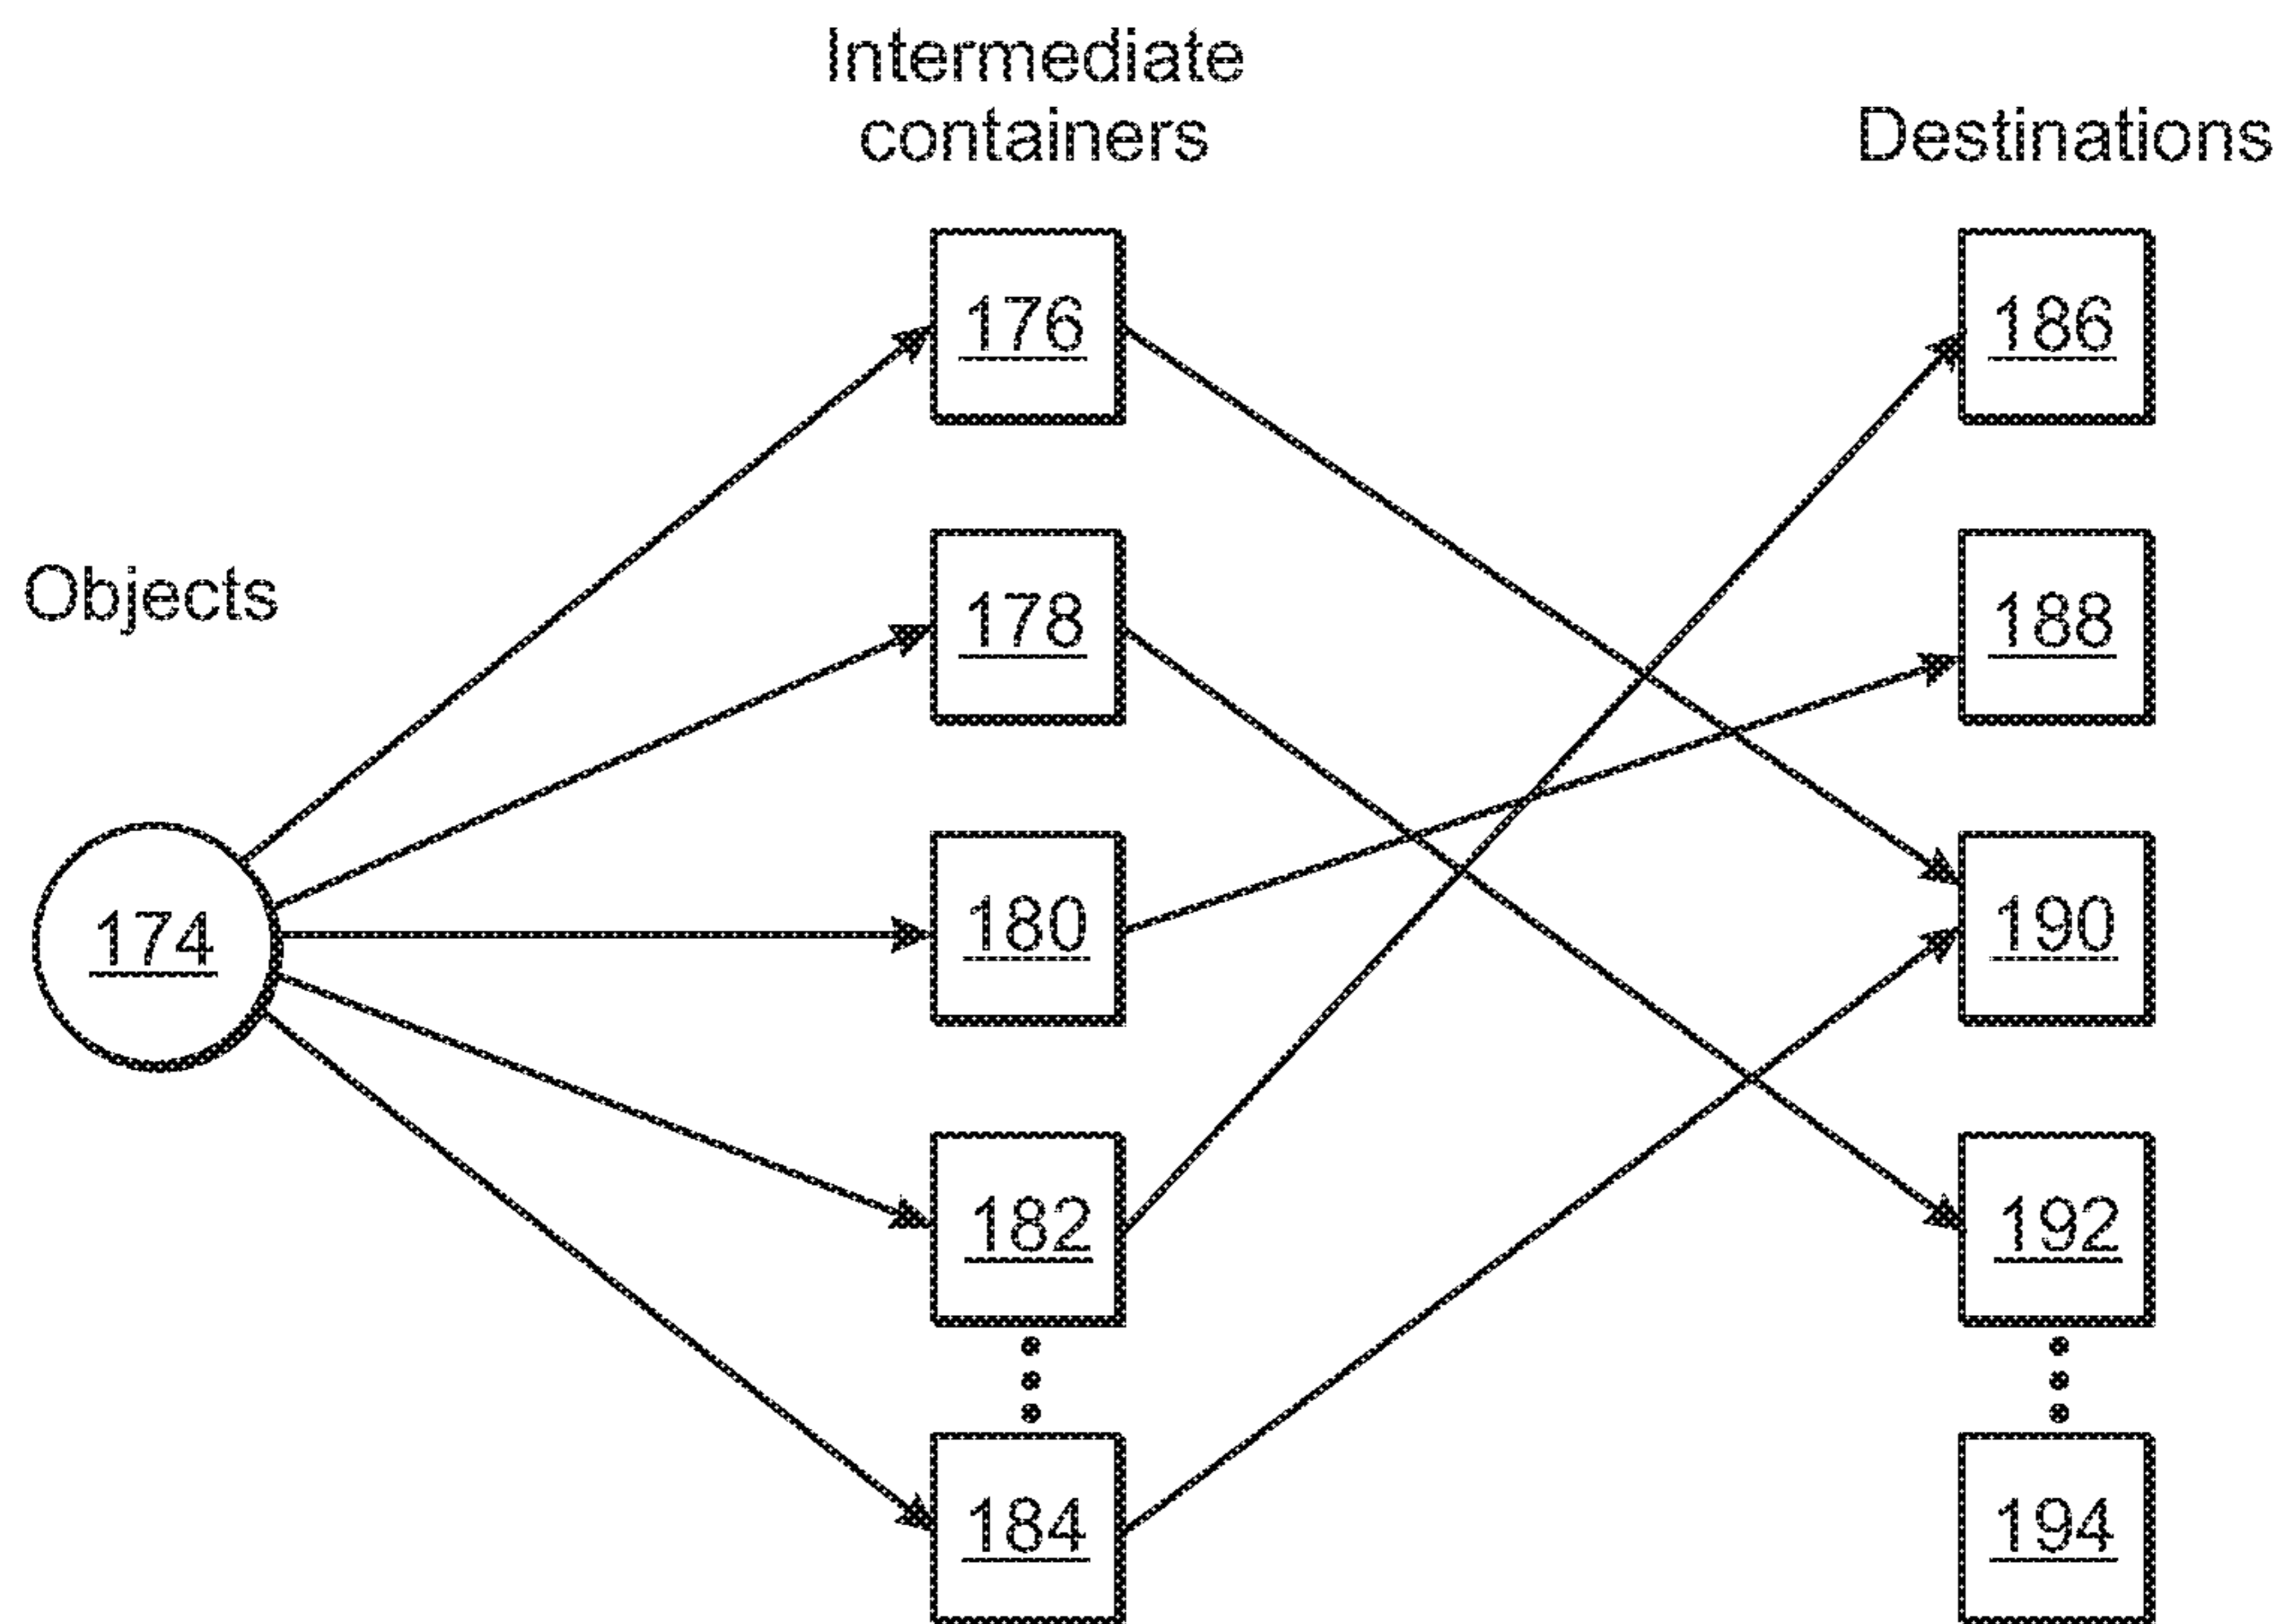 Intermediate
containers
Destinations
Objects
174
176
178
180
182
184
186
188
190
192
194